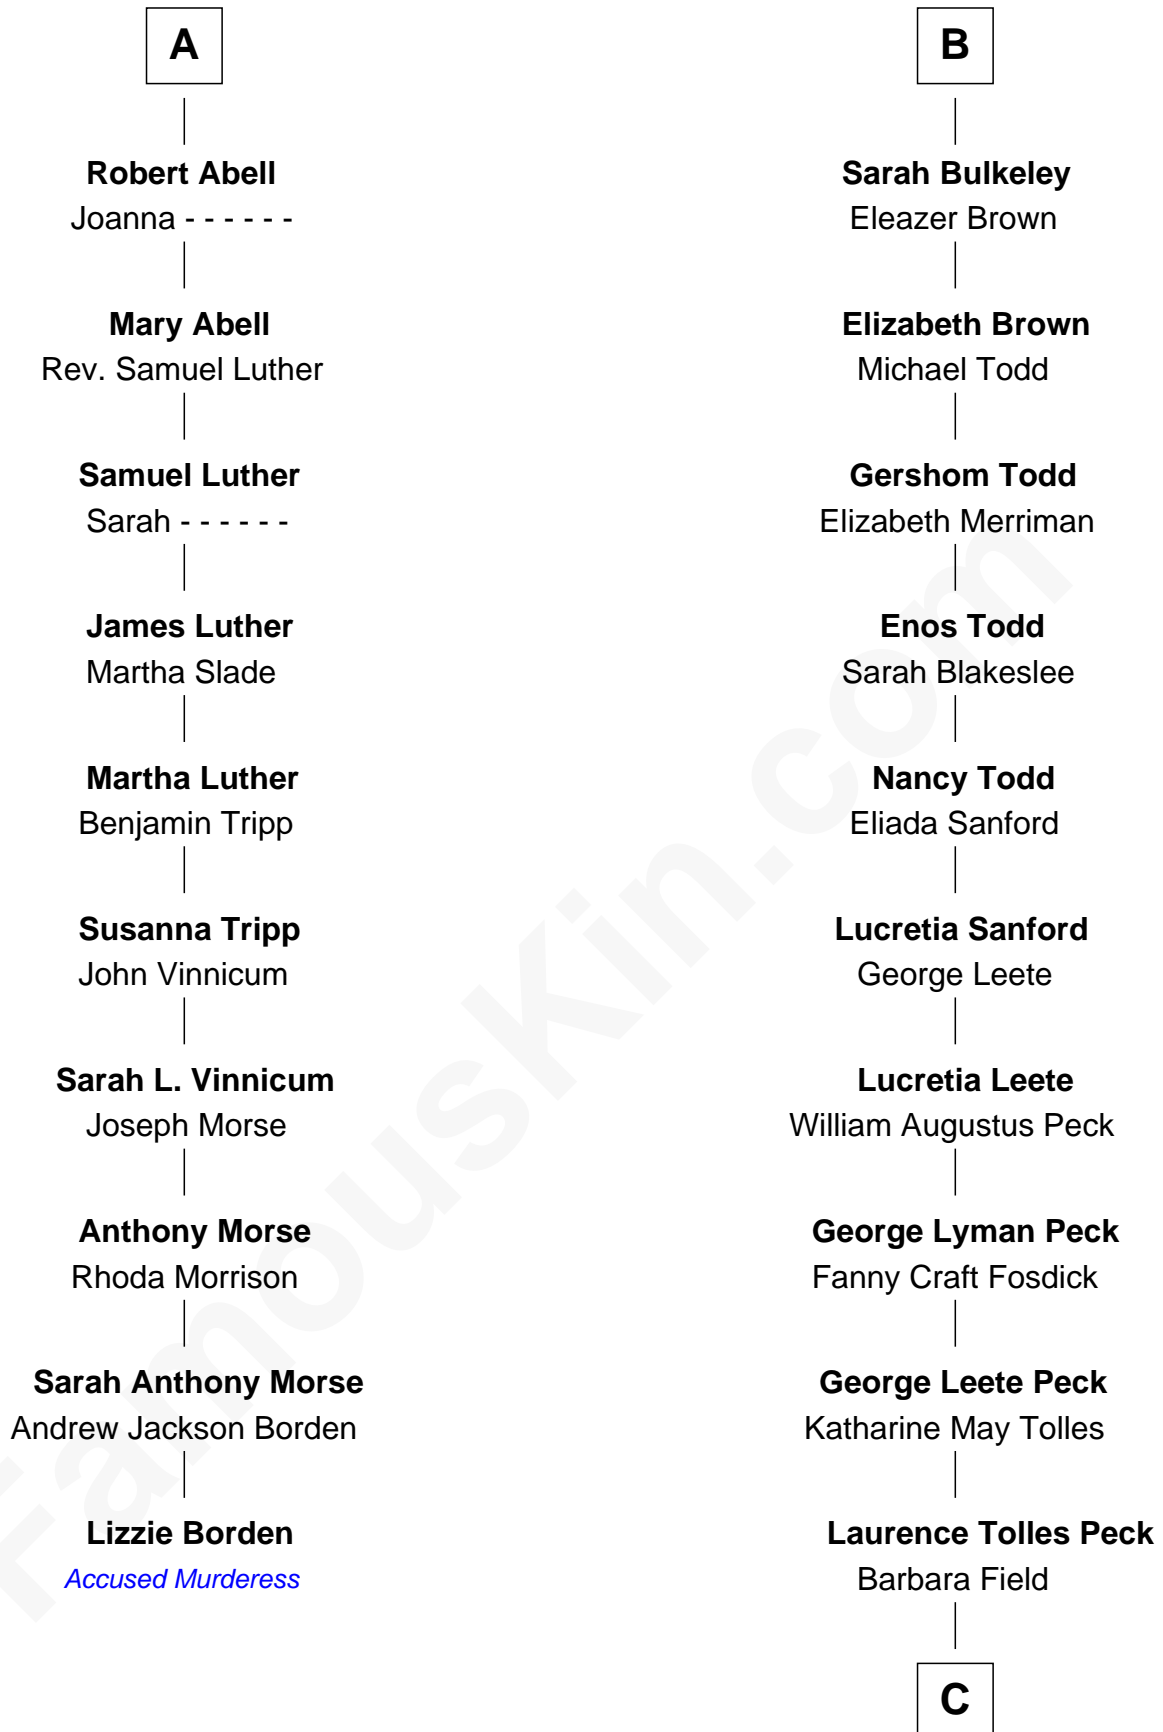 A
Robert Abell
Joanna - - - - - -
Mary Abell
Rev. Samuel Luther
Samuel Luther
Sarah - - - - - -
James Luther
Martha Slade
Martha Luther
Benjamin Tripp
Susanna Tripp
John Vinnicum
Sarah L. Vinnicum
Joseph Morse
Anthony Morse
Rhoda Morrison
Sarah Anthony Morse
Andrew Jackson Borden
Lizzie Borden
Accused Murderess
B
Sarah Bulkeley
Eleazer Brown
Elizabeth Brown
Michael Todd
Gershom Todd
Elizabeth Merriman
Enos Todd
Sarah Blakeslee
Nancy Todd
Eliada Sanford
Lucretia Sanford
George Leete
Lucretia Leete
William Augustus Peck
George Lyman Peck
Fanny Craft Fosdick
George Leete Peck
Katharine May Tolles
Laurence Tolles Peck
Barbara Field
C
FamousKin.com